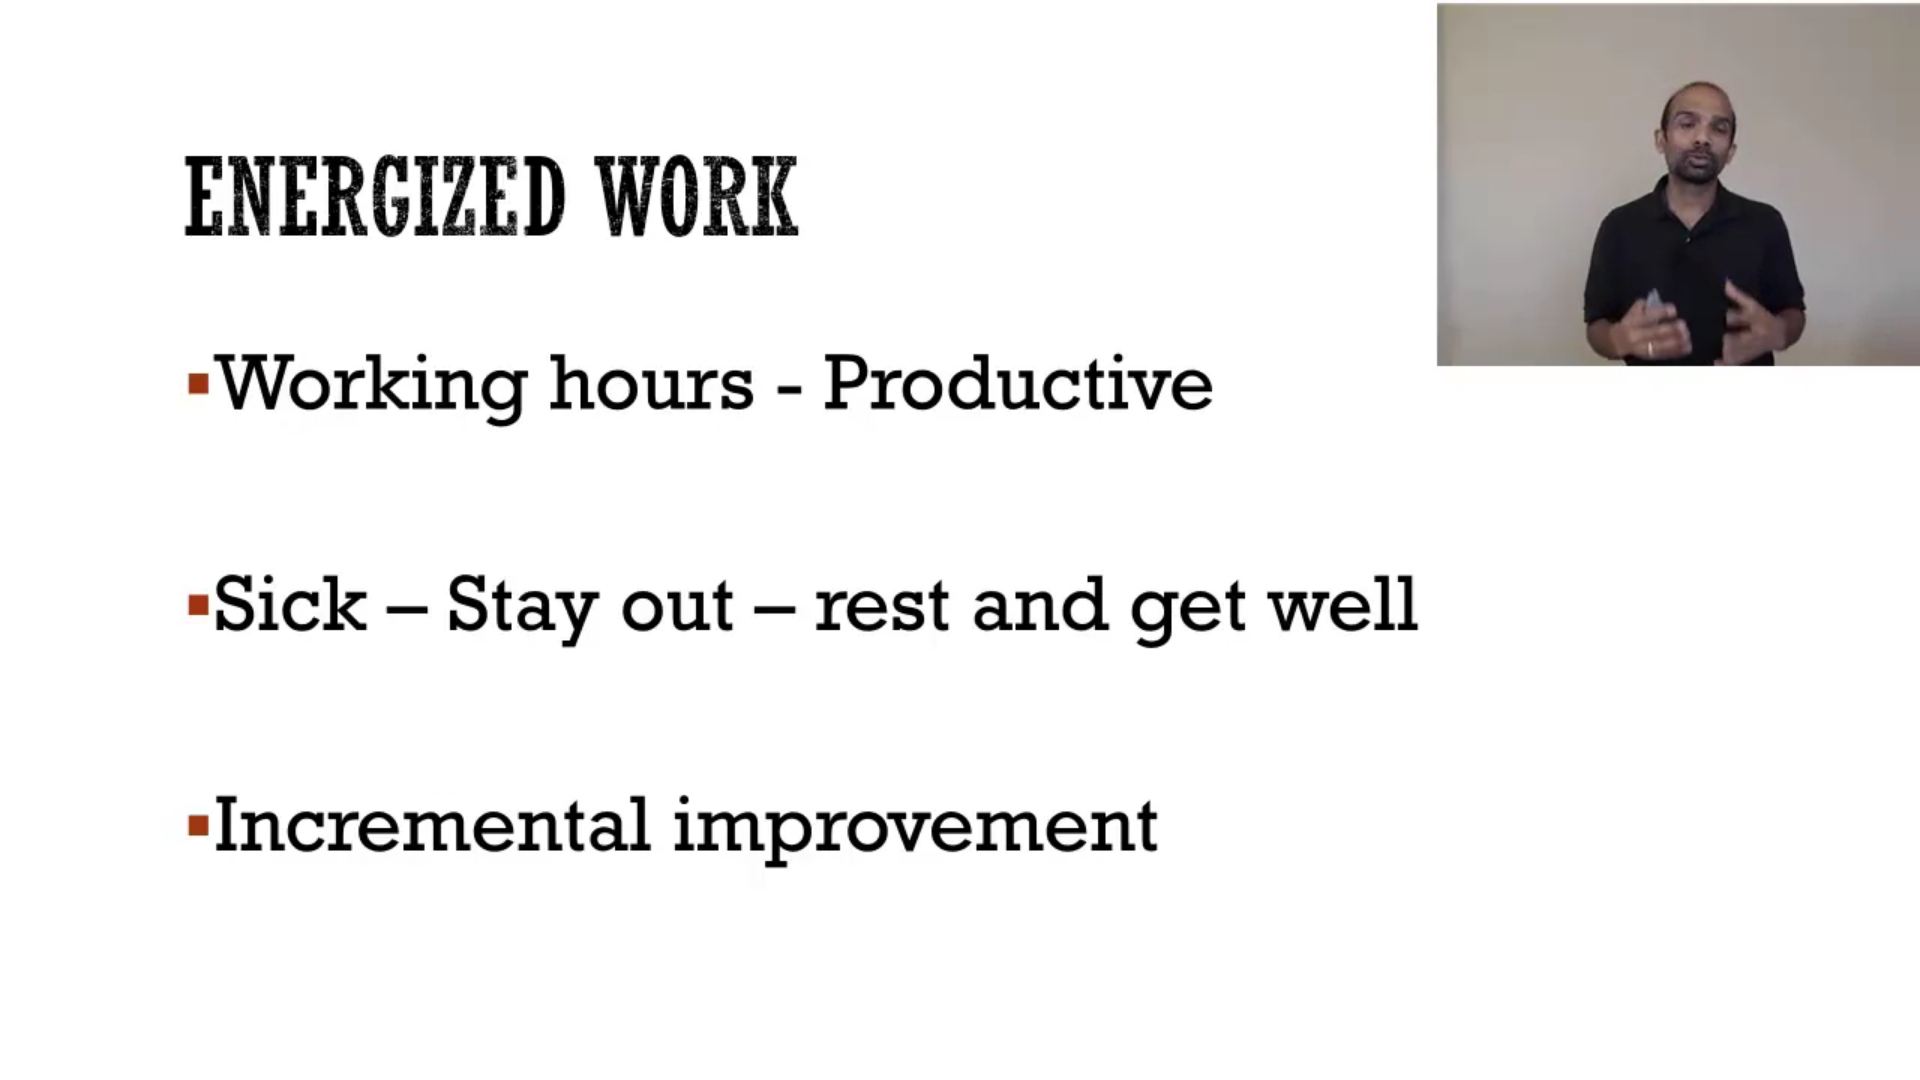 ENERGIZED WORK
▪Working hours - Productive
▪Sick – Stay out – rest and get well
▪Incremental improvement